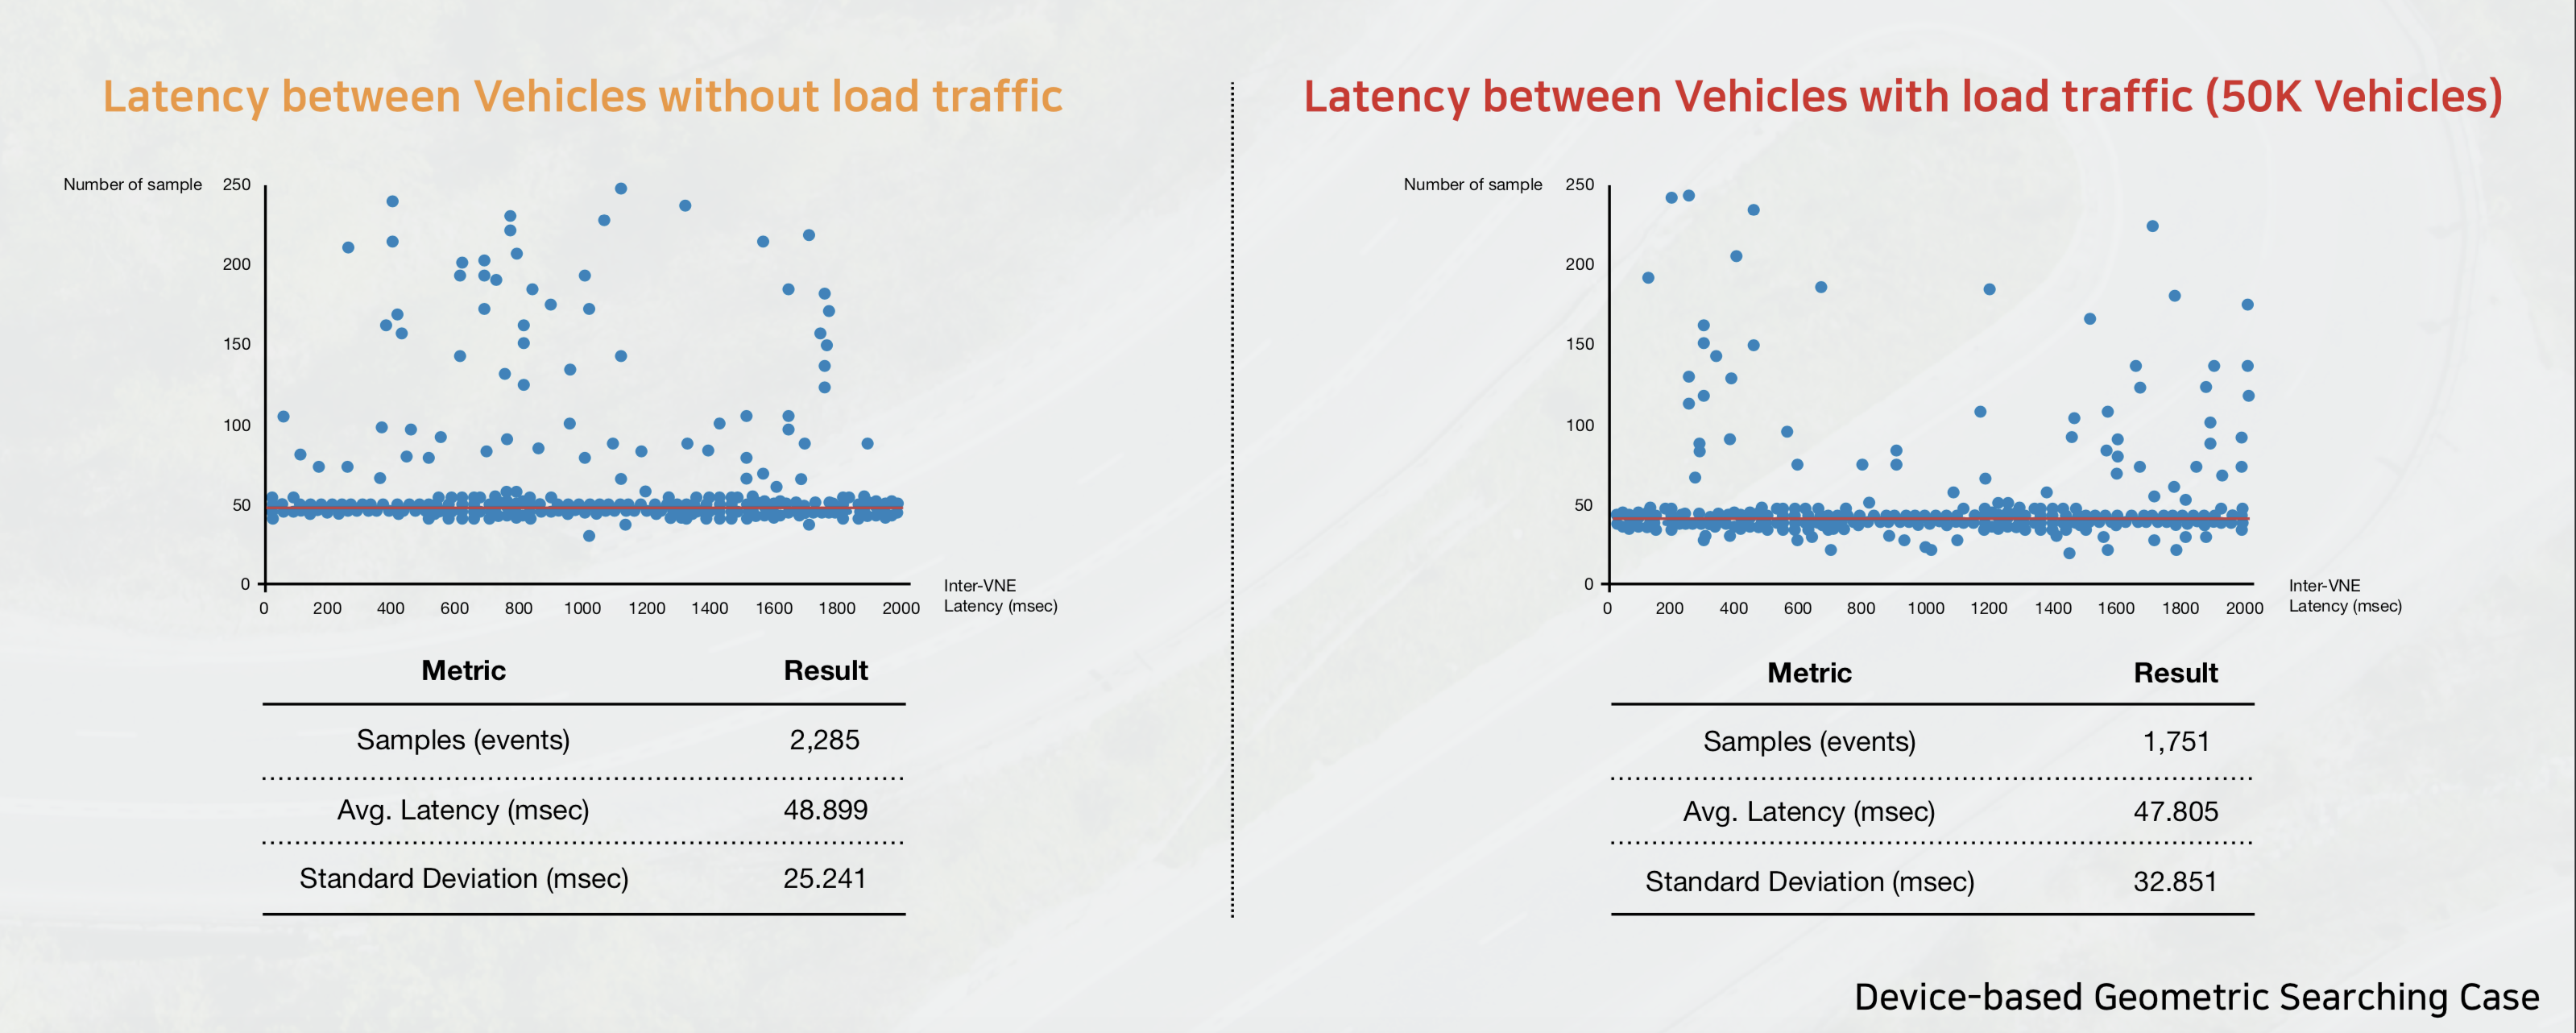 Latency between Vehicles without load traffic
Number of sample
250
200
150
100
50
0
0 200 400 600 800 1000 1200 1400 1600 1800 2000
Inter-VNE
Latency (msec)
Metric Result
Samples (events) 2,285
Avg. Latency (msec) 48.899
Standard Deviation (msec) 25.241
Latency between Vehicles with load traffic (50K Vehicles)
Number of sample
250
200
150
100
50
0
0 200 400 600 800 1000 1200 1400 1600 1800 2000
Inter-VNE
Latency (msec)
Metric Result
Samples (events) 1,751
Avg. Latency (msec) 47.805
Standard Deviation (msec) 32.851
Device-based Geometric Searching Case